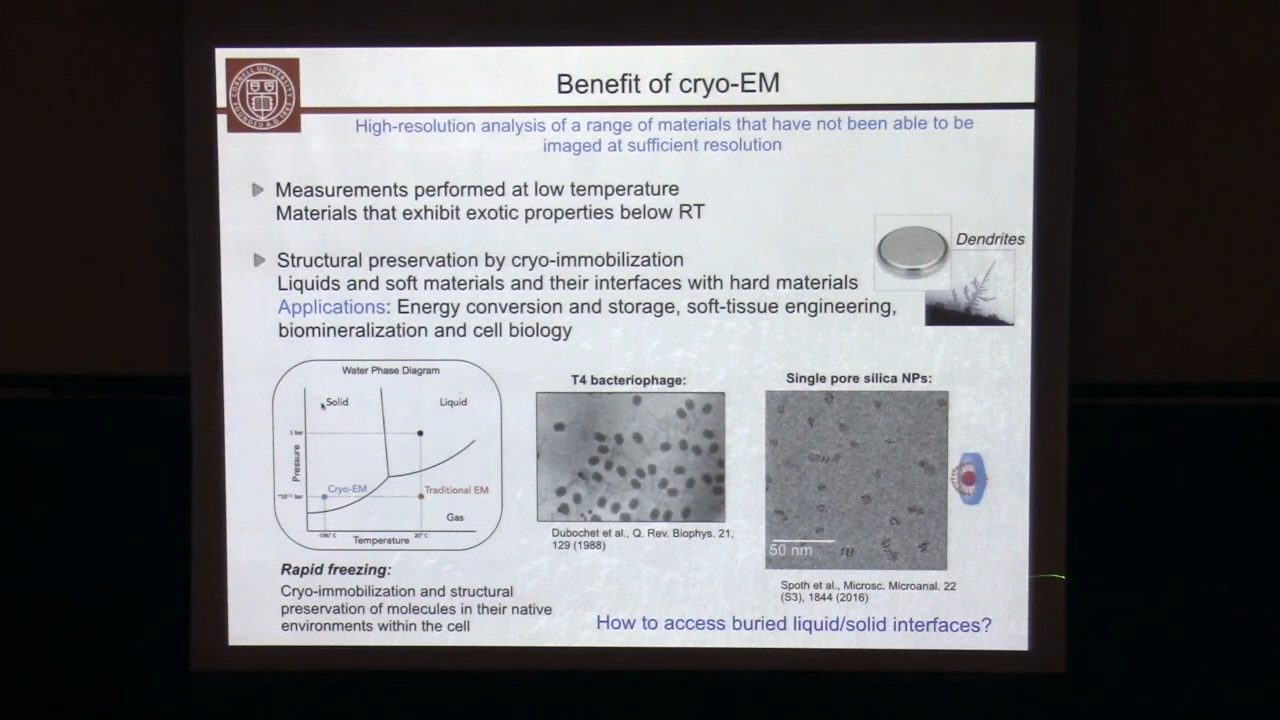 Benefit of cryo-EM
High-resolution analysis of a range of materials that have not been able to be
imaged at sufficient resolution
Measurements performed at low temperature
Materials that exhibit exotic properties below RT
Structural preservation by cryo-immobilization
Liquids and soft materials and their interfaces with hard materials
Applications: Energy conversion and storage, soft-tissue engineering,
biomineralization and cell biology
Dendrites
Water Phase Diagram
Solid
Liquid
1 bar
Pressure
Cryo-EM
Traditional EM
Gas
-196° C
20° C
Temperature
Rapid freezing:
Cryo-immobilization and structural
preservation of molecules in their native
environments within the cell
T4 bacteriophage:
Dubochet et al., Q. Rev. Biophys. 21,
129 (1988)
Single pore silica NPs:
50 nm
Spoth et al., Microsc. Microanal. 22
(S3), 1844 (2016)
How to access buried liquid/solid interfaces?